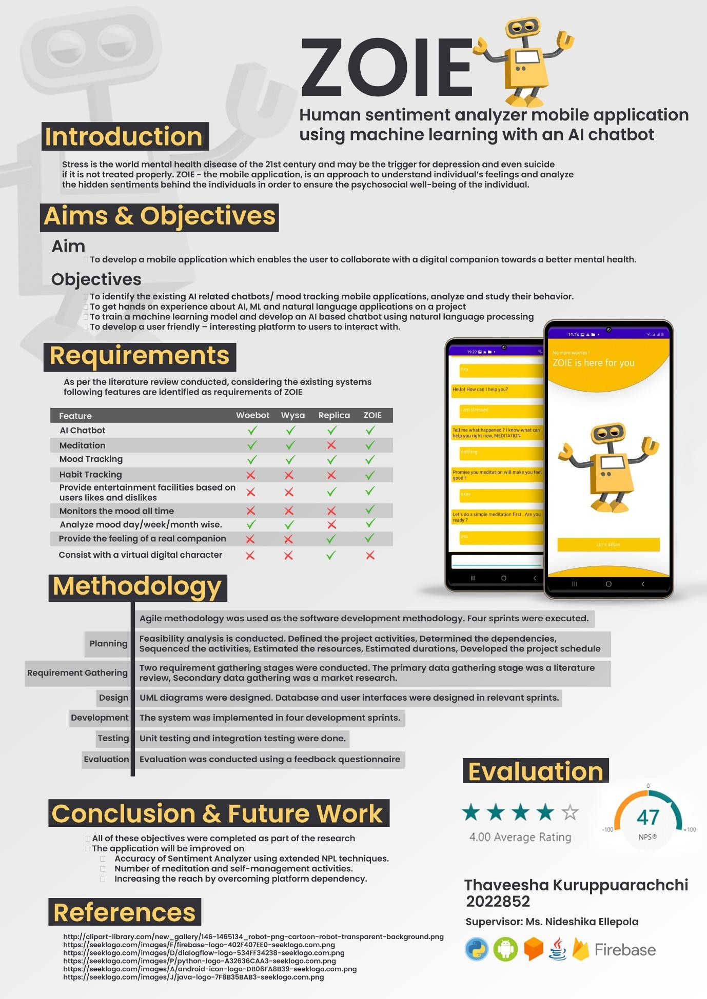 ZOIE
Human sentiment analyzer mobile application
using machine learning with an AI chatbot
Introduction
Stress is the world mental health disease of the 21st century and may be the trigger for depression and even suicide
if it is not treated properly. ZOIE - the mobile application, is an approach to understand individual's feelings and analyze
the hidden sentiments behind the individuals in order to ensure the psychosocial well-being of the individual.
Aims & Objectives
Aim
To develop a mobile application which enables the user to collaborate with a digital companion towards a better mental health.
Objectives
To identify the existing AI related chatbots/ mood tracking mobile applications, analyze and study their behavior.
To get hands on experience about AI, ML and natural language applications on a project
To train a machine learning model and develop an AI based chatbot using natural language processing
To develop a user friendly – interesting platform to users to interact with.
Requirements
As per the literature review conducted, considering the existing systems
following features are identified as requirements of ZOIE
Feature Woebot Wysa Replica ZOIE
AI Chatbot ✓ ✓ ✓ ✓
Meditation ✓ ✓ ✗ ✓
Mood Tracking ✓ ✓ ✓ ✓
Habit Tracking ✗ ✗ ✗ ✓
Provide entertainment facilities based on
users likes and dislikes ✗ ✗ ✓ ✓
Monitors the mood all time ✗ ✗ ✗ ✓
Analyze mood day/week/month wise. ✓ ✓ ✗ ✓
Provide the feeling of a real companion ✗ ✗ ✓ ✓
Consist with a virtual digital character ✗ ✗ ✓ ✗
19:29
hey
Hello! How can I help you?
I am stressed
Tell me what happened ? I know what can
help you right now, MEDITATION
nothing
Promise you meditation will make you feel
good !
okay
Let's do a simple meditation first . Are you
ready ?
yes
19:24
No more worries !
ZOIE is here for you
LET'S BEGIN
Methodology
Agile methodology was used as the software development methodology. Four sprints were executed.
Planning
Feasibility analysis is conducted. Defined the project activities, Determined the dependencies,
Sequenced the activities, Estimated the resources, Estimated durations, Developed the project schedule
Requirement Gathering
Two requirement gathering stages were conducted. The primary data gathering stage was a literature
review, Secondary data gathering was a market research.
Design
UML diagrams were designed. Database and user interfaces were designed in relevant sprints.
Development
The system was implemented in four development sprints.
Testing
Unit testing and integration testing were done.
Evaluation
Evaluation was conducted using a feedback questionnaire
Evaluation
4.00 Average Rating
0
-100
+100
47
NPS®
Conclusion & Future Work
All of these objectives were completed as part of the research
The application will be improved on
Accuracy of Sentiment Analyzer using extended NPL techniques.
Number of meditation and self-management activities.
Increasing the reach by overcoming platform dependency.
Thaveesha Kuruppuarachchi
2022852
Supervisor: Ms. Nideshika Ellepola
Firebase
References
http://clipart-library.com/new_gallery/146-1465134_robot-png-cartoon-robot-transparent-background.png
https://seeklogo.com/images/F/firebase-logo-402F407EE0-seeklogo.com.png
https://seeklogo.com/images/D/dialogflow-logo-534FF34238-seeklogo.com.png
https://seeklogo.com/images/P/python-logo-A32636CAA3-seeklogo.com.png
https://seeklogo.com/images/A/android-icon-logo-DB06FA8B39-seeklogo.com.png
https://seeklogo.com/images/J/java-logo-7F8B35BAB3-seeklogo.com.png